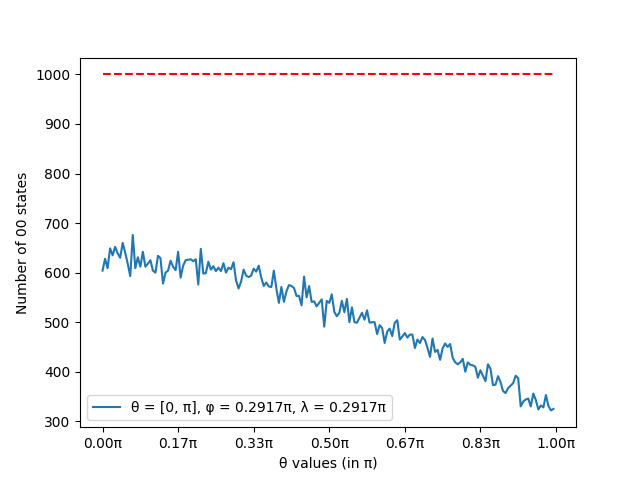 1000
900
800
700
600
500
400
300
Number of 00 states
θ = [0, π], φ = 0.2917π, λ = 0.2917π
0.00π 0.17π 0.33π 0.50π 0.67π 0.83π 1.00π
θ values (in π)